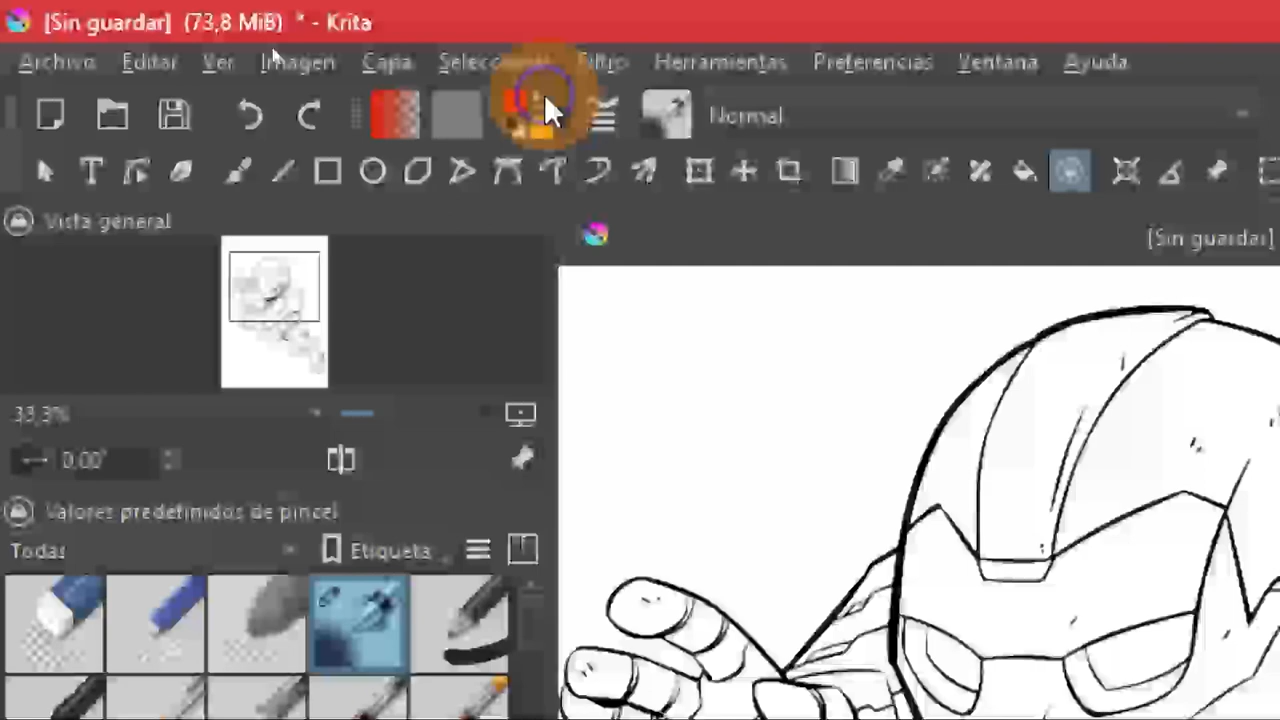 [Sin guardar] (73,8 MiB) * - Krita
Archivo Editar Ver Imagen Capa Filtro Herramientas Preferencias Ventana Ayuda
Normal
Vista general
[Sin guardar]
33,3%
0,00°
Valores predefinidos de pincel
Todas
Etiqueta